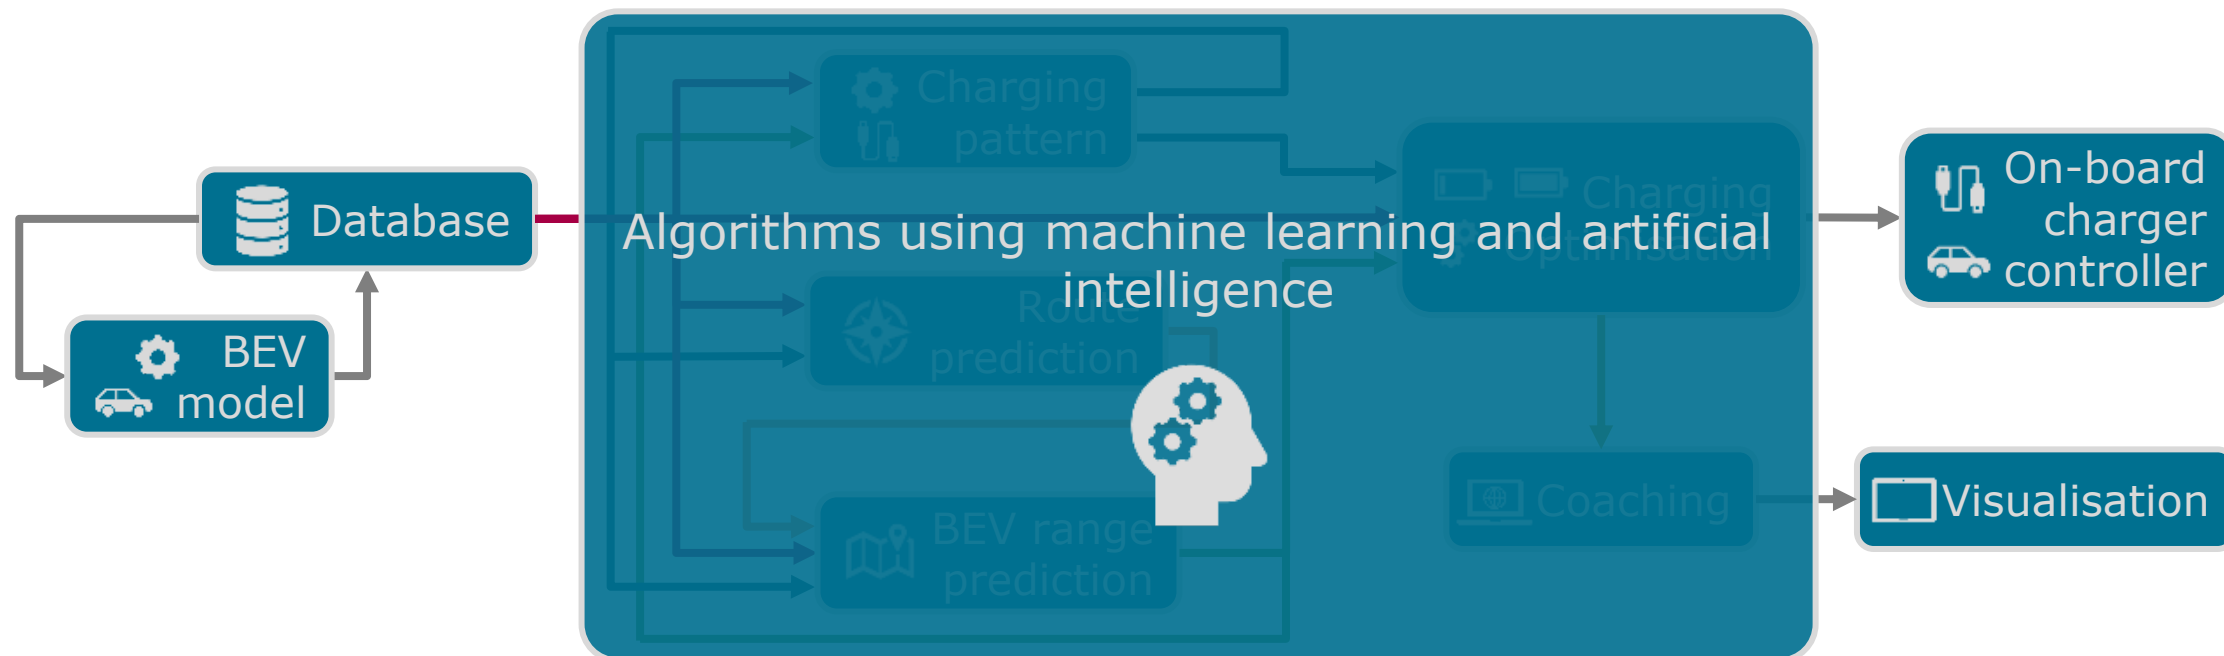 Database
BEV
model
Algorithms using machine learning and artificial
intelligence
Charging
pattern
Route
prediction
BEV range
prediction
Charging
Optimisation
Coaching
On-board
charger
controller
Visualisation